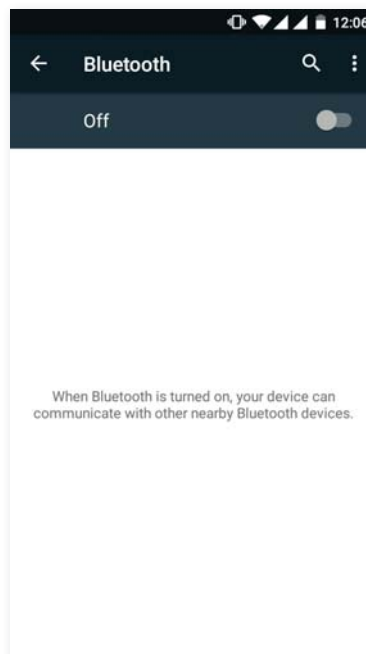 12:06
Bluetooth
Off
When Bluetooth is turned on, your device can
communicate with other nearby Bluetooth devices.